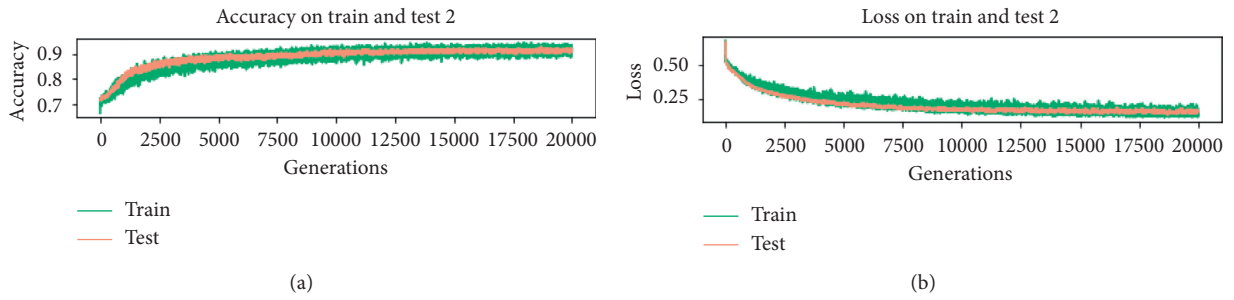 Accuracy on train and test 2
Accuracy
0.9
0.8
0.7
0 2500 5000 7500 10000 12500 15000 17500 20000
Generations
Train
Test
(a)
Loss on train and test 2
Loss
0.50
0.25
0 2500 5000 7500 10000 12500 15000 17500 20000
Generations
Train
Test
(b)